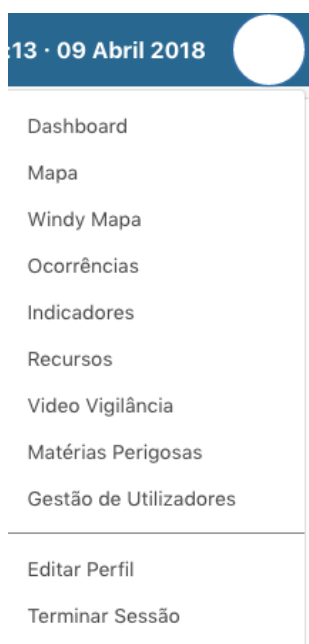 :13 · 09 Abril 2018
Dashboard
Mapa
Windy Mapa
Ocorrências
Indicadores
Recursos
Video Vigilância
Matérias Perigosas
Gestão de Utilizadores
Editar Perfil
Terminar Sessão